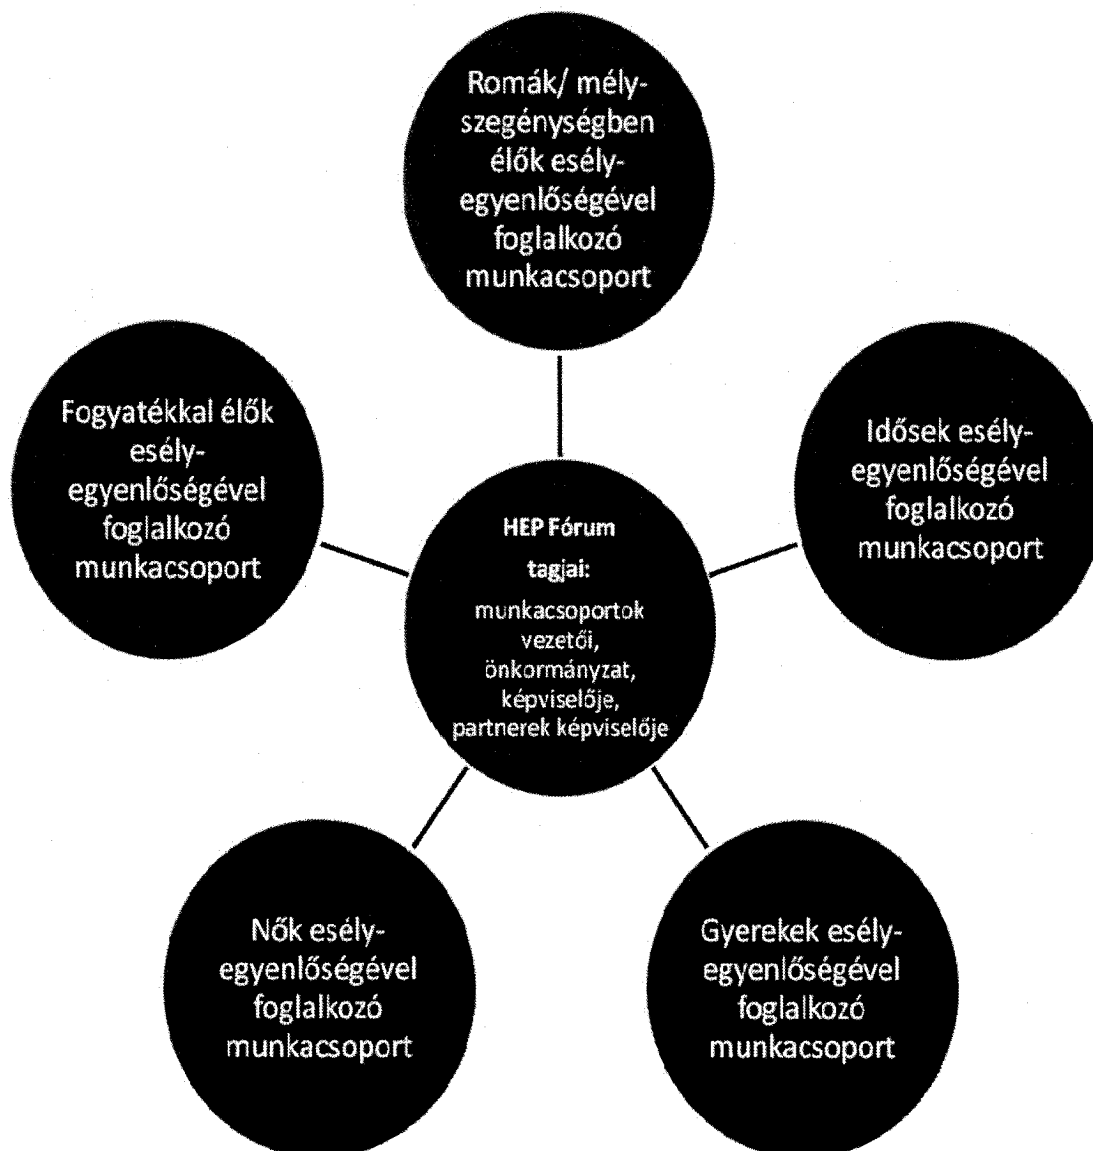 Romák/ mély-
szegénységben
élők esély-
egyenlőségével
foglalkozó
munkacsoport
Fogyatékkal élők
esély-
egyenlőségével
foglalkozó
munkacsoport
Idősek esély-
egyenlőségével
foglalkozó
munkacsoport
HEP Fórum
tagjai:
munkacsoportok
vezetői,
önkormányzat,
képviselője,
partnerek képviselője
Nők esély-
egyenlőségével
foglalkozó
munkacsoport
Gyerekek esély-
egyenlőségével
foglalkozó
munkacsoport